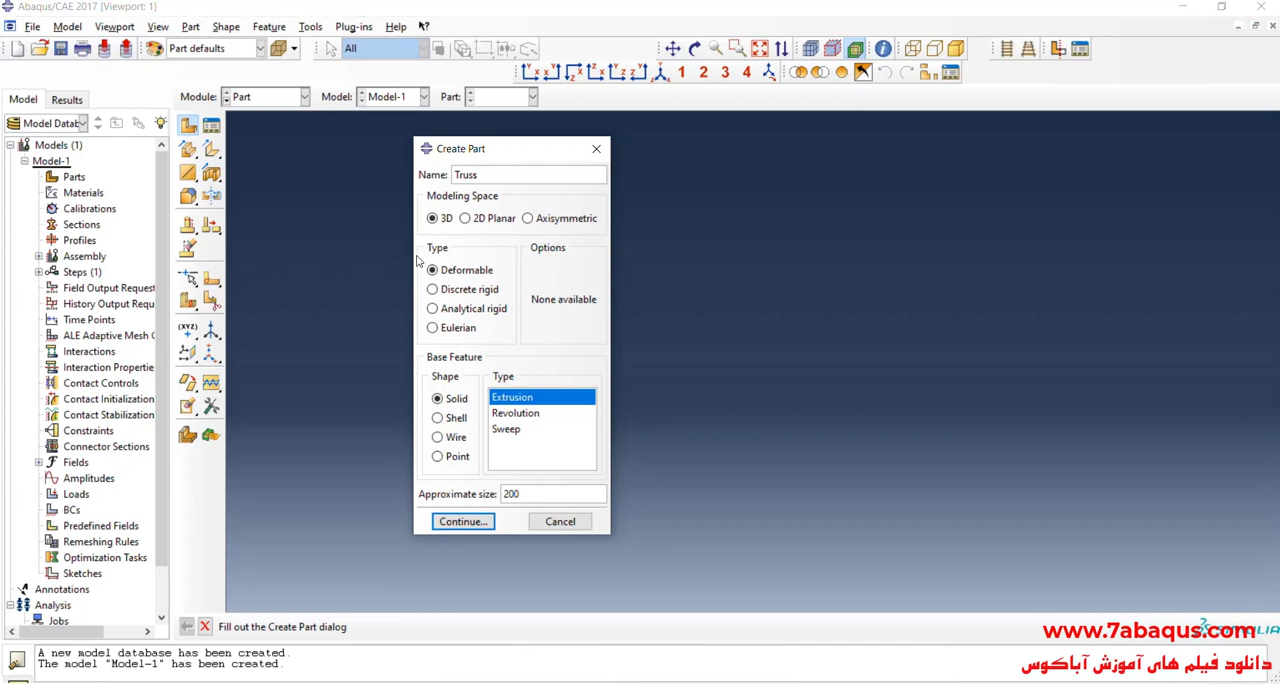 Abaqus/CAE 2017 [Viewport: 1]
File Model Viewport View Part Shape Feature Tools Plug-ins Help
Part defaults All
1 2 3 4
Model Results Module: Part Model: Model-1 Part:
Model Datab
Models (1)
Model-1
Parts
Materials
Calibrations
Sections
Profiles
Assembly
Steps (1)
Field Output Request
History Output Requ
Time Points
ALE Adaptive Mesh C
Interactions
Interaction Propertie
Contact Controls
Contact Initialization
Contact Stabilization
Constraints
Connector Sections
Fields
Amplitudes
Loads
BCs
Predefined Fields
Remeshing Rules
Optimization Tasks
Sketches
Annotations
Analysis
Jobs
(XYZ)
Create Part
Name: Truss
Modeling Space
3D 2D Planar Axisymmetric
Type Options
Deformable
Discrete rigid
Analytical rigid
Eulerian
None available
Base Feature
Shape Type
Solid
Shell
Wire
Point
Extrusion
Revolution
Sweep
Approximate size: 200
Continue... Cancel
Fill out the Create Part dialog
www.7abaqus.com
دانلود فیلم های آموزش آباکوس
A new model database has been created.
The model "Model-1" has been created.